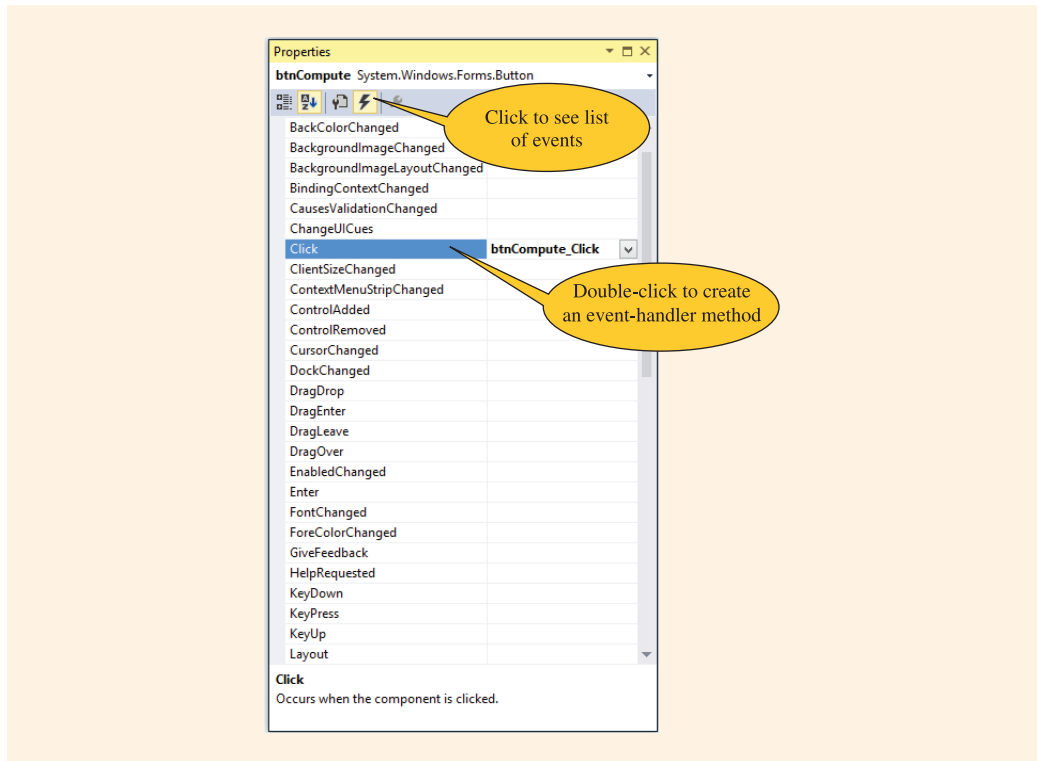 Properties
btnCompute System.Windows.Forms.Button
Click to see list
of events
BackColorChanged
BackgroundImageChanged
BackgroundImageLayoutChanged
BindingContextChanged
CausesValidationChanged
ChangeUICues
Click btnCompute_Click
ClientSizeChanged
Double-click to create
an event-handler method
ContextMenuStripChanged
ControlAdded
ControlRemoved
CursorChanged
DockChanged
DragDrop
DragEnter
DragLeave
DragOver
EnabledChanged
Enter
FontChanged
ForeColorChanged
GiveFeedback
HelpRequested
KeyDown
KeyPress
KeyUp
Layout
Click
Occurs when the component is clicked.